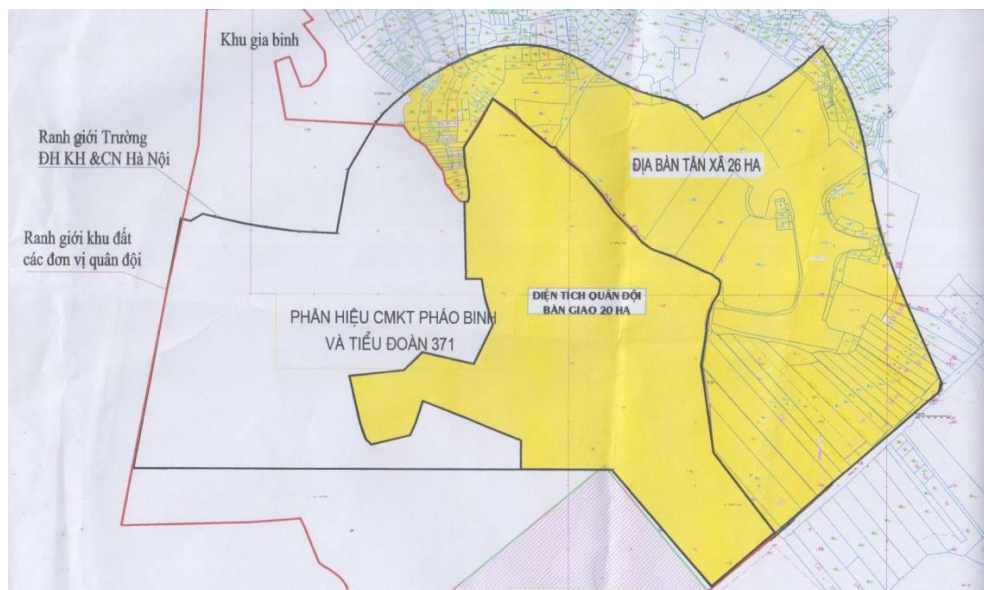 Khu gia binh
Ranh giới Trường
ĐH KH &CN Hà Nội
ĐỊA BÀN TÂN XÃ 26 HA
Ranh giới khu đất
các đơn vị quân đội
DIỆN TÍCH QUÂN ĐỘI
BÀN GIAO 20 HA
PHÂN HIỆU CMKT PHÁO BINH
VÀ TIỂU ĐOÀN 371